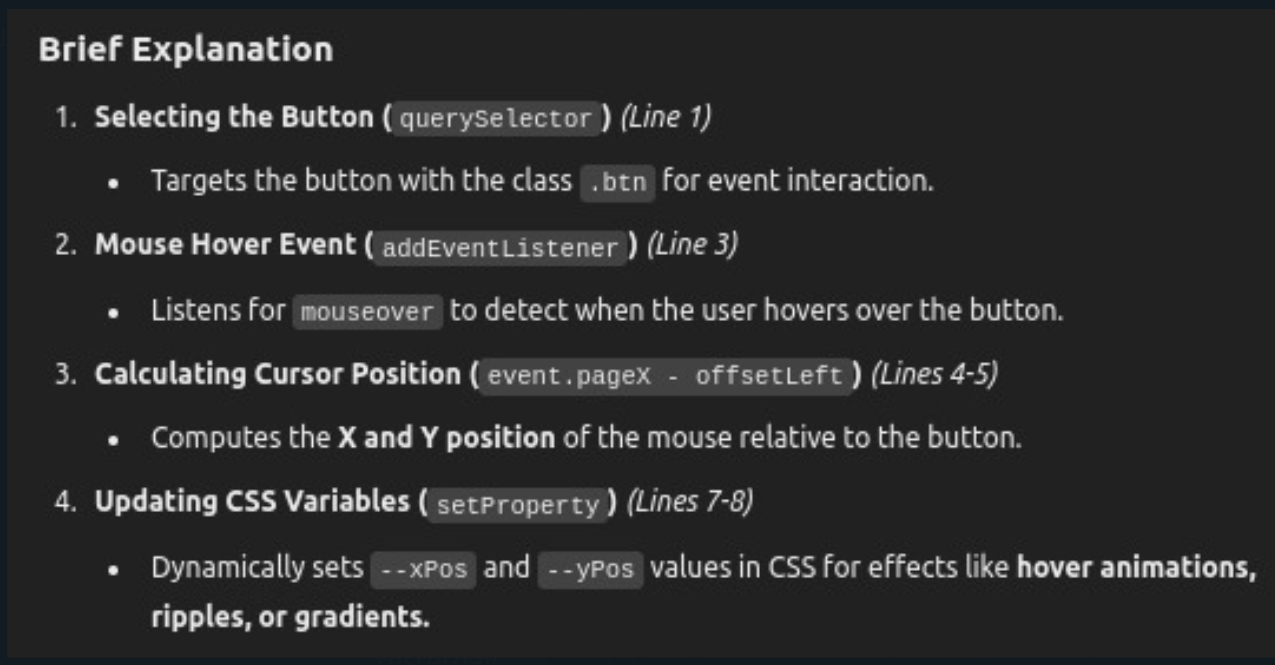 Brief Explanation
1. Selecting the Button ( querySelector ) (Line 1)
• Targets the button with the class .btn for event interaction.
2. Mouse Hover Event ( addEventListener ) (Line 3)
• Listens for mouseover to detect when the user hovers over the button.
3. Calculating Cursor Position ( event.pageX - offsetLeft ) (Lines 4-5)
• Computes the X and Y position of the mouse relative to the button.
4. Updating CSS Variables ( setProperty ) (Lines 7-8)
• Dynamically sets --xPos and --yPos values in CSS for effects like hover animations,
ripples, or gradients.